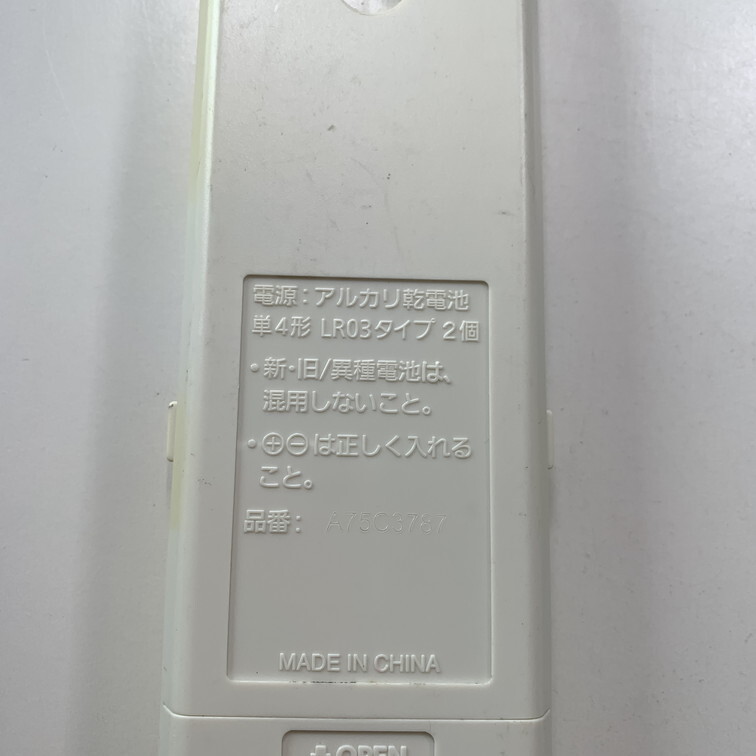 電源：アルカリ乾電池
単4形 LR03タイプ 2個
・新・旧/異種電池は、
混用しないこと。
・⊕⊖は正しく入れる
こと。
品番： A75C3787
MADE IN CHINA
OPEN